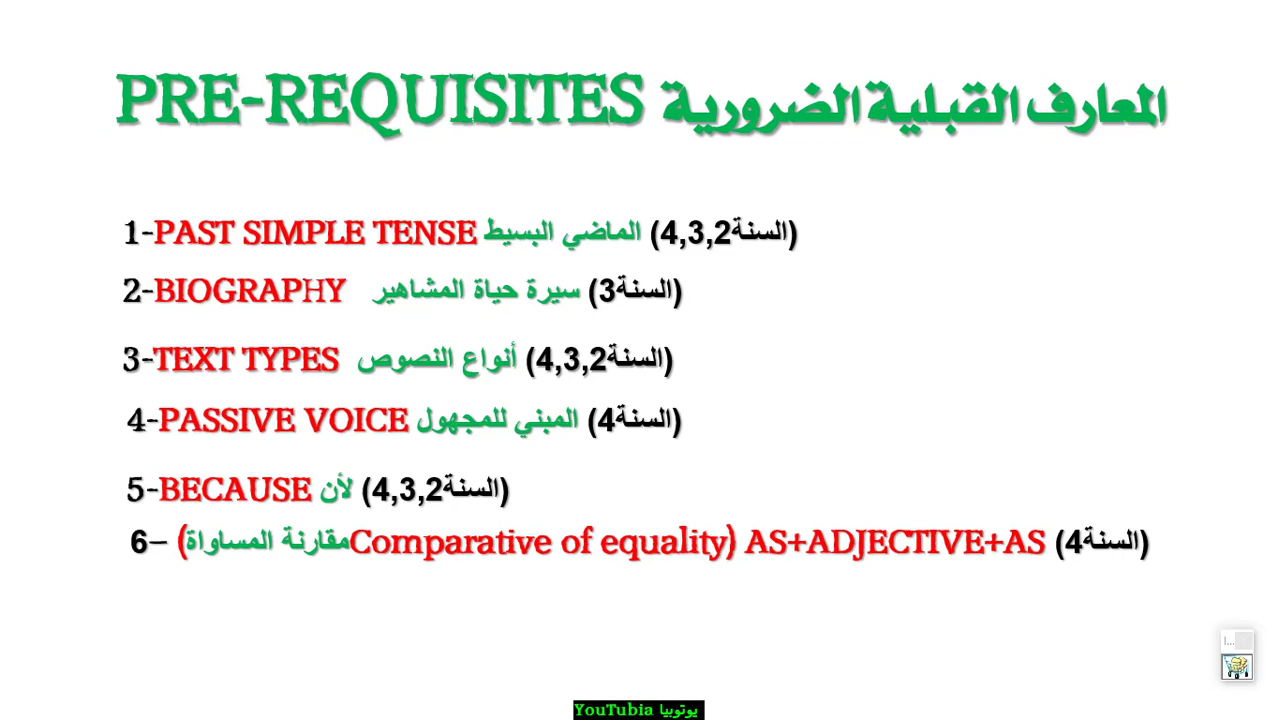 PRE-REQUISITES المعارف القبلية الضرورية
1-PAST SIMPLE TENSE الماضي البسيط (السنة4,3,2)
2-BIOGRAPHY سيرة حياة المشاهير (السنة3)
3-TEXT TYPES أنواع النصوص (السنة4,3,2)
4-PASSIVE VOICE المبني للمجهول (السنة4)
5-BECAUSE لأن (السنة4,3,2)
6– (مقارنة المساواةComparative of equality) AS+ADJECTIVE+AS (السنة4)
ا...
YouTubia يوتوبيا